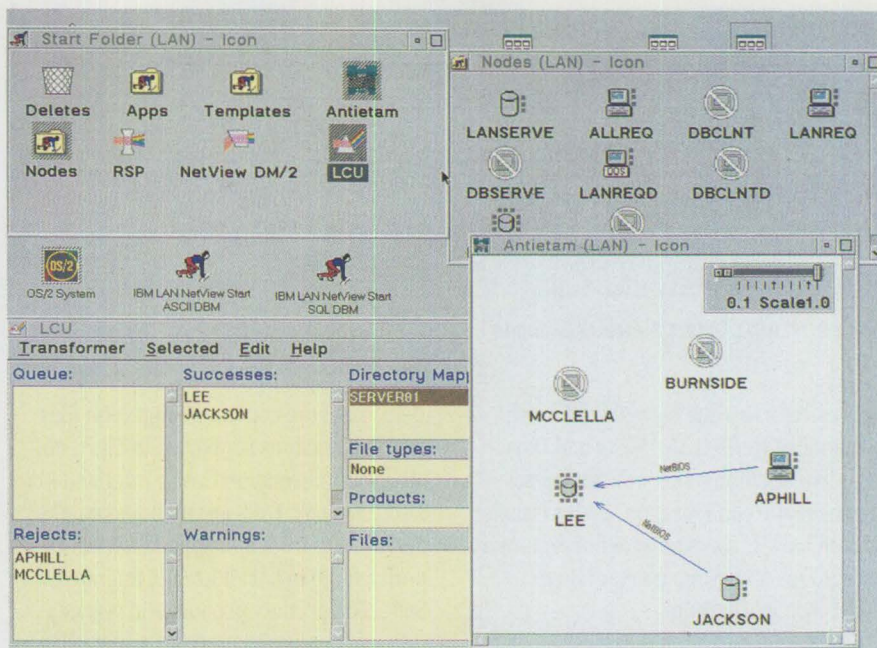 Start Folder (LAN) - Icon
Deletes
Apps
Templates
Antietam
Nodes
RSP
NetView DM/2
LCU
Nodes (LAN) - Icon
LANSERVE
ALLREQ
DBCLNT
LANREQ
DBSERVE
DOS
LANREQD
DBCLNTD
OS/2
OS/2 System
IBM LAN NetView Start
ASCII DBM
IBM LAN NetView Start
SQL DBM
Antietam (LAN) - Icon
0.1 Scale1.0
MCCLELLA
BURNSIDE
NetBIOS
APHILL
LEE
NetBIOS
JACKSON
LCU
Transformer Selected Edit Help
Queue:
Successes:
LEE
JACKSON
Directory Mapp
SERVER01
File types:
None
Products:
Rejects:
APHILL
MCCLELLA
Warnings:
Files: